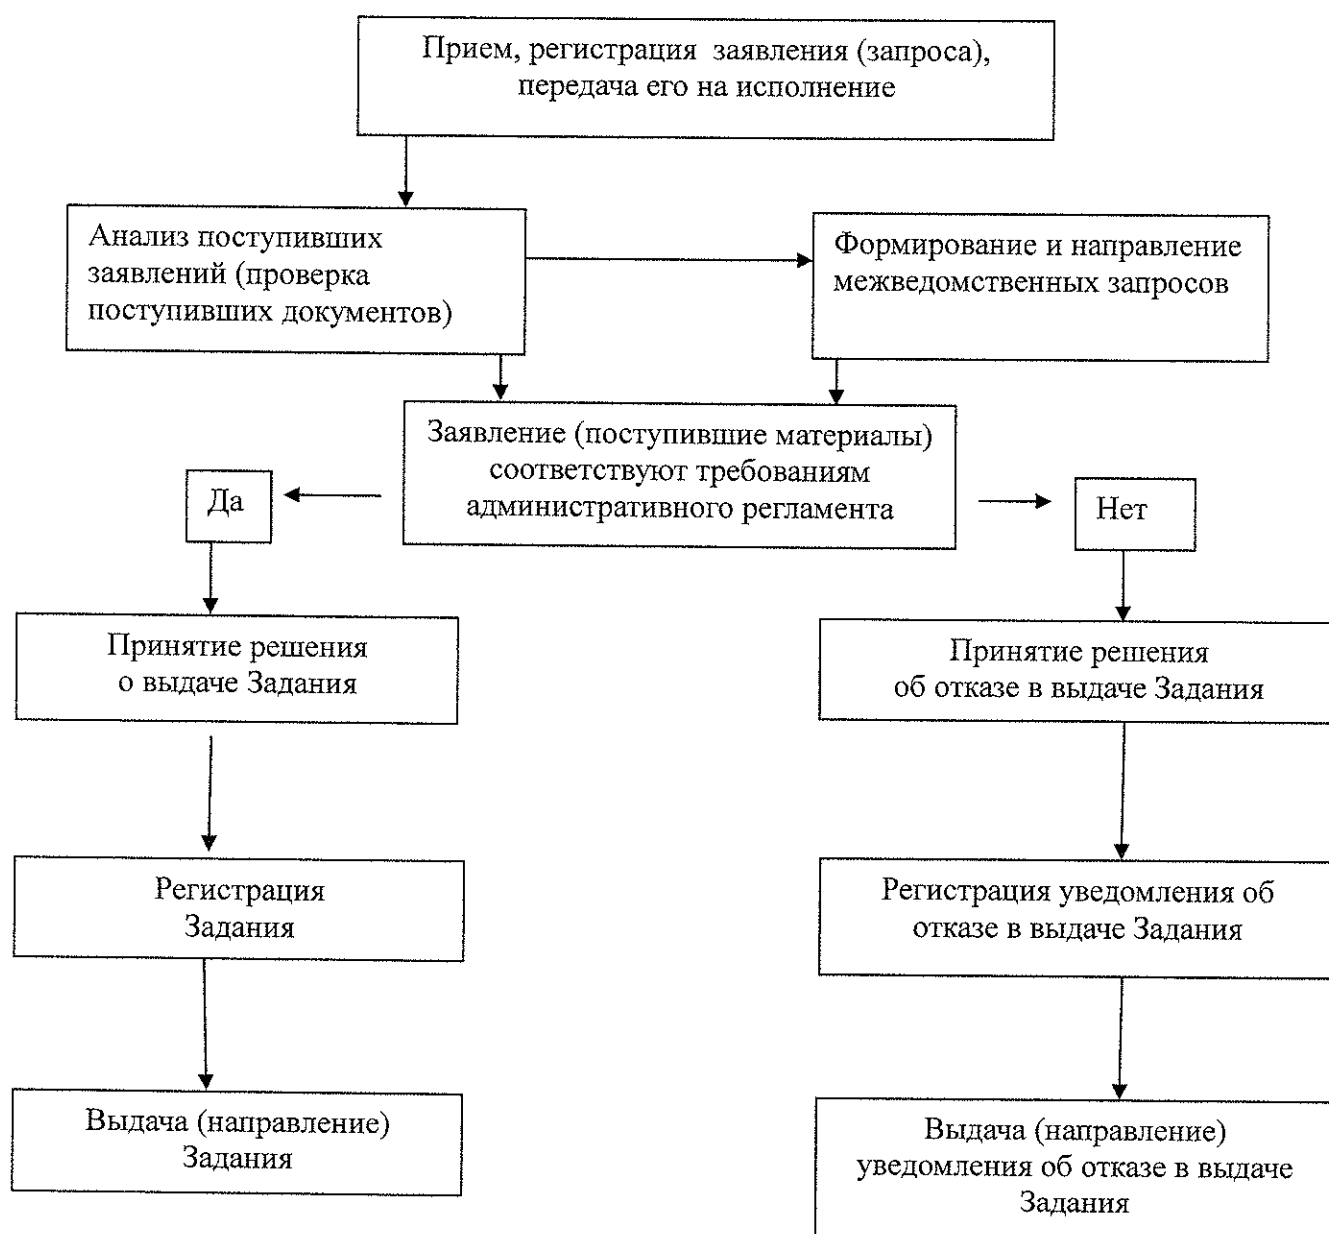 Прием, регистрация заявления (запроса),
передача его на исполнение
Анализ поступивших
заявлений (проверка
поступивших документов)
Формирование и направление
межведомственных запросов
Заявление (поступившие материалы)
соответствуют требованиям
административного регламента
Да
Нет
Принятие решения
о выдаче Задания
Принятие решения
об отказе в выдаче Задания
Регистрация
Задания
Регистрация уведомления об
отказе в выдаче Задания
Выдача (направление)
Задания
Выдача (направление)
уведомления об отказе в выдаче
Задания